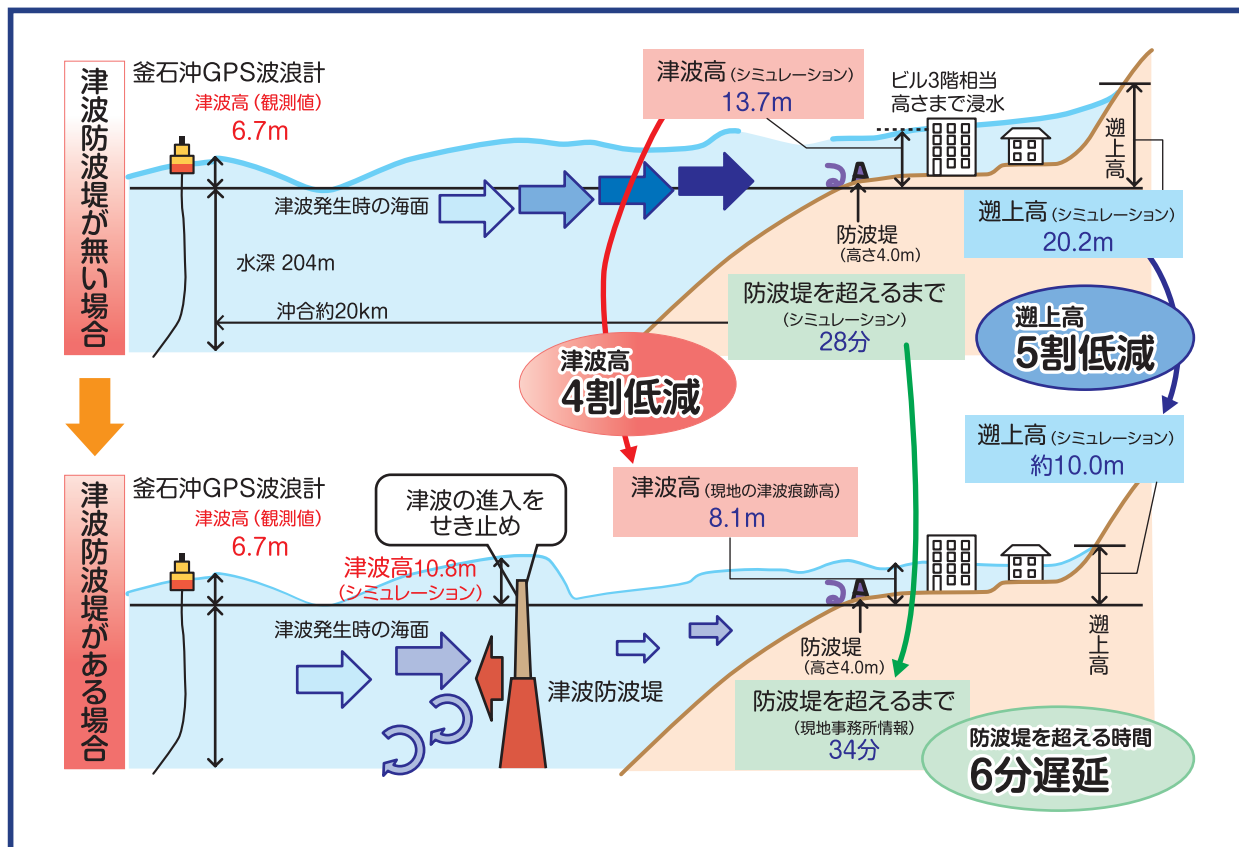 津波防波堤が無い場合
釜石沖GPS波浪計
津波高（観測値）
6.7m
津波高（シミュレーション）
13.7m
ビル3階相当
高さまで浸水
遡上高
津波発生時の海面
防波堤
（高さ4.0m）
遡上高（シミュレーション）
20.2m
水深 204m
沖合約20km
防波堤を超えるまで
（シミュレーション）
28分
津波高
4割低減
遡上高
5割低減
津波防波堤がある場合
釜石沖GPS波浪計
津波高（観測値）
6.7m
津波の進入を
せき止め
津波高10.8m
（シミュレーション）
津波高（現地の津波痕跡高）
8.1m
遡上高（シミュレーション）
約10.0m
津波発生時の海面
津波防波堤
防波堤
（高さ4.0m）
遡上高
防波堤を超えるまで
（現地事務所情報）
34分
防波堤を超える時間
6分遅延